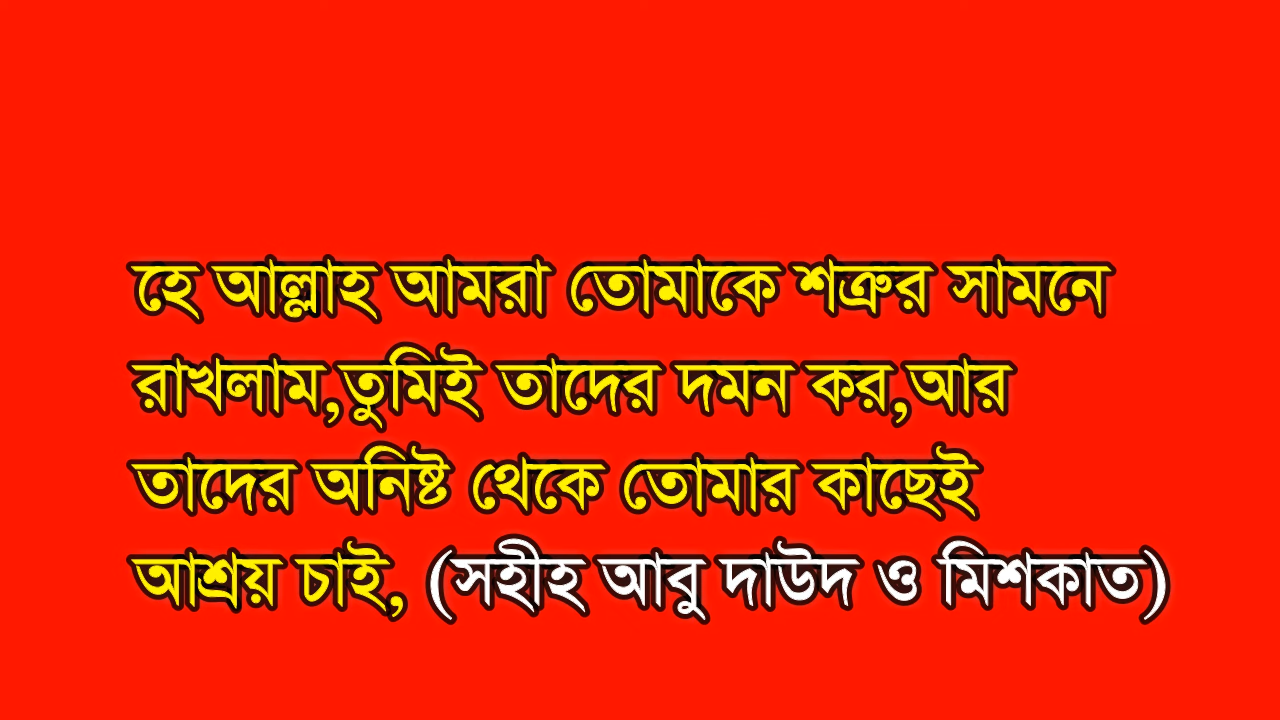 হে আল্লাহ আমরা তোমাকে শত্রুর সামনে
রাখলাম,তুমিই তাদের দমন কর,আর
তাদের অনিষ্ট থেকে তোমার কাছেই
আশ্রয় চাই, (সহীহ আবু দাউদ ও মিশকাত)